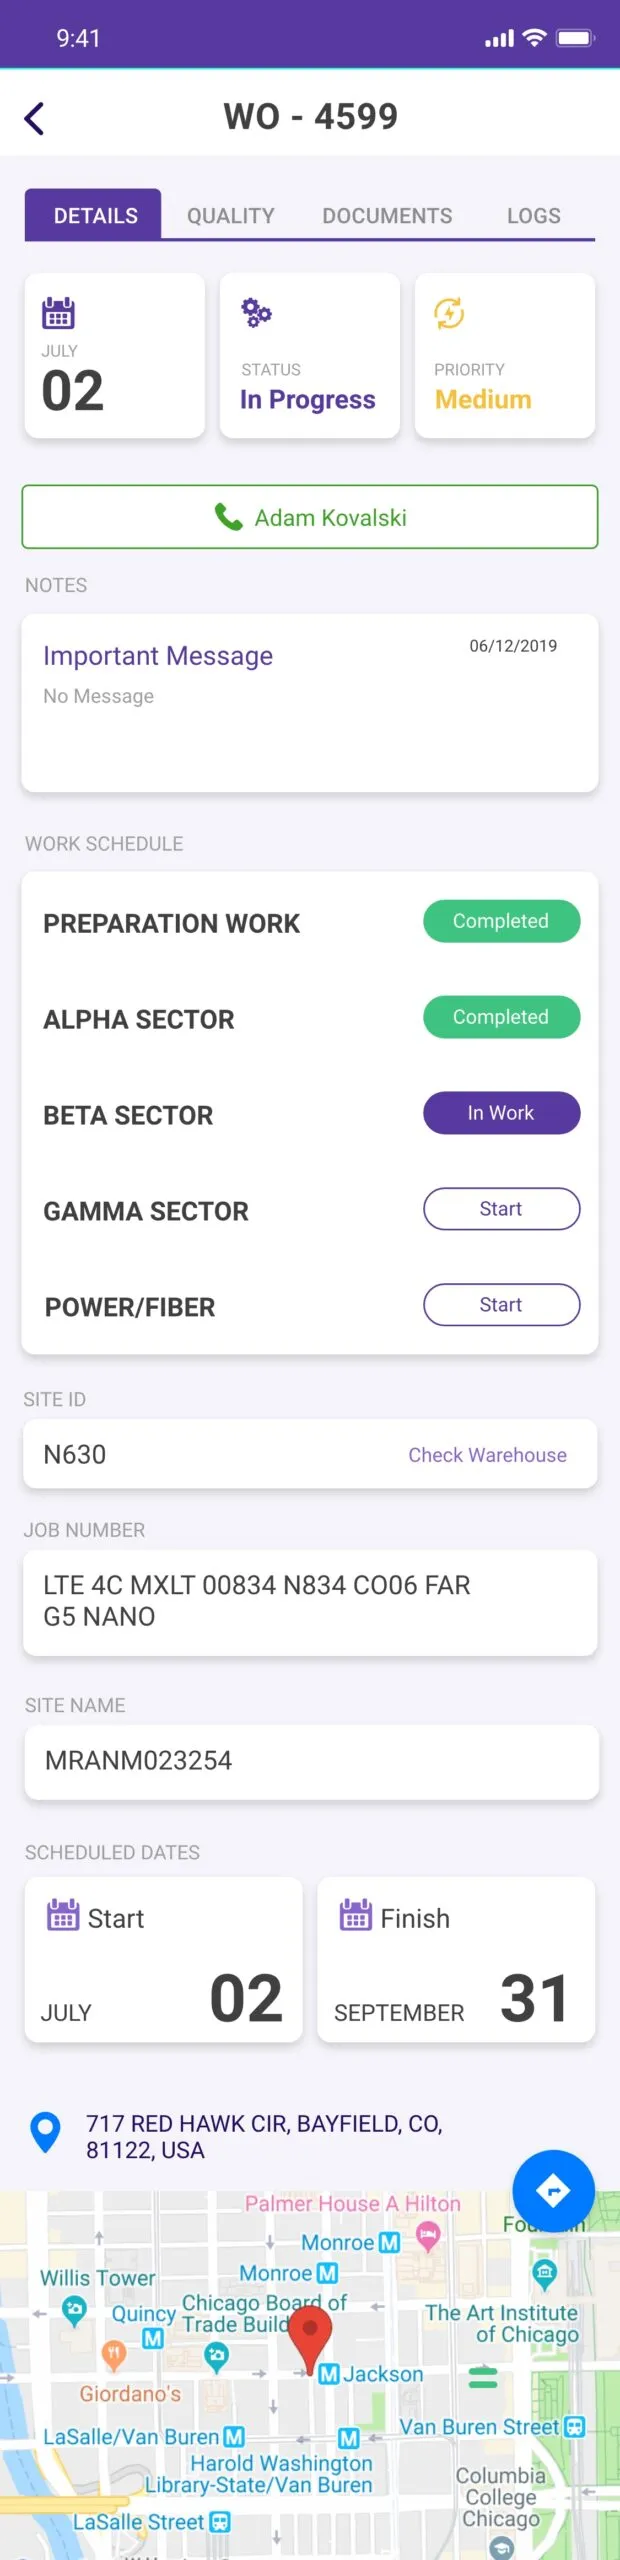 9:41
WO - 4599
DETAILS QUALITY DOCUMENTS LOGS
JULY
02
STATUS
In Progress
PRIORITY
Medium
Adam Kovalski
NOTES
Important Message 06/12/2019
No Message
WORK SCHEDULE
PREPARATION WORK Completed
ALPHA SECTOR Completed
BETA SECTOR In Work
GAMMA SECTOR Start
POWER/FIBER Start
SITE ID
N630 Check Warehouse
JOB NUMBER
LTE 4C MXLT 00834 N834 CO06 FAR
G5 NANO
SITE NAME
MRANM023254
SCHEDULED DATES
Start
JULY 02
Finish
SEPTEMBER 31
717 RED HAWK CIR, BAYFIELD, CO,
81122, USA
Palmer House A Hilton
Monroe M
Monroe M
Willis Tower
Quincy
M
Chicago Board of
Trade Build
The Art Institute
of Chicago
M Jackson
Giordano's
LaSalle/Van Buren M
M
Van Buren Street
Harold Washington
Library-State/Van Buren
Columbia
College
Chicago
LaSalle Street